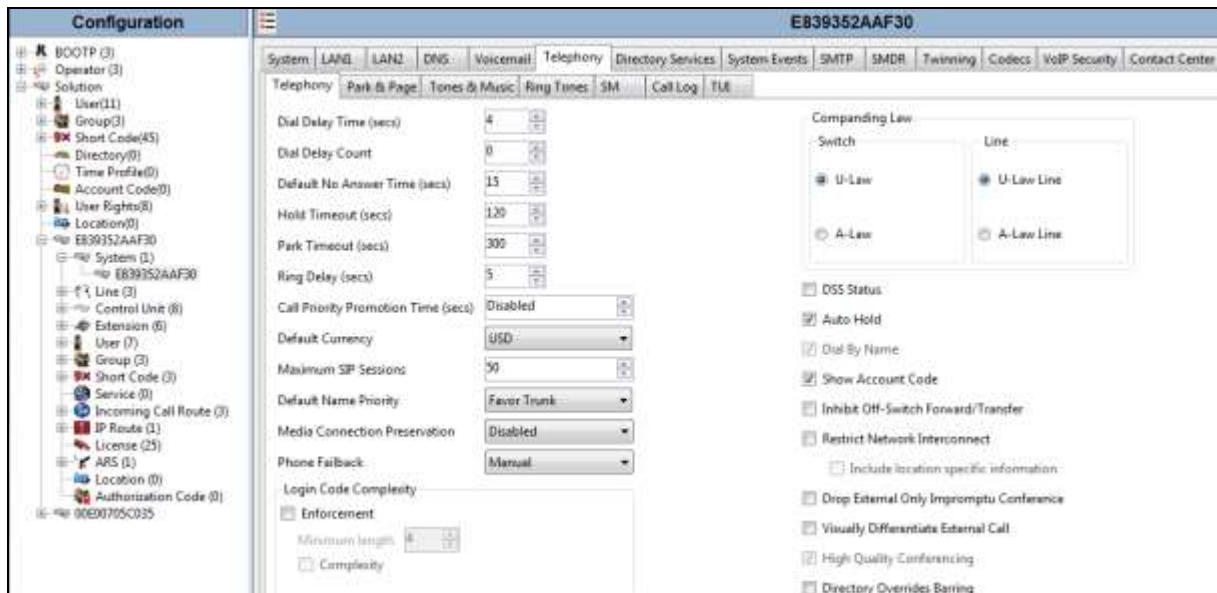 Configuration
BOOTP (3)
Operator (3)
Solution
User(11)
Group(3)
Short Code(45)
Directory(0)
Time Profile(0)
Account Code(0)
User Rights(8)
Location(0)
E839352AAF30
System (1)
E839352AAF30
Line (3)
Control Unit (8)
Extension (6)
User (7)
Group (3)
Short Code (3)
Service (0)
Incoming Call Route (3)
IP Route (1)
License (25)
ARS (1)
Location (0)
Authorization Code (0)
00E00705C035
E839352AAF30
System LAN1 LAN2 DNS Voicemail Telephony Directory Services System Events SMTP SMDR Twinning Codecs VoIP Security Contact Center
Telephony Park & Page Tones & Music Ring Tones SM Call Log TUI
Dial Delay Time (secs) 4
Dial Delay Count 0
Default No Answer Time (secs) 15
Hold Timeout (secs) 120
Park Timeout (secs) 300
Ring Delay (secs) 5
Call Priority Promotion Time (secs) Disabled
Default Currency USD
Maximum SIP Sessions 50
Default Name Priority Favor Trunk
Media Connection Preservation Disabled
Phone Failback Manual
Login Code Complexity
Enforcement
Minimum length 4
Complexity
Companding Law
Switch Line
U-Law U-Law Line
A-Law A-Law Line
DSS Status
Auto Hold
Dial By Name
Show Account Code
Inhibit Off-Switch Forward/Transfer
Restrict Network Interconnect
Include location specific information
Drop External Only Impromptu Conference
Visually Differentiate External Call
High Quality Conferencing
Directory Overrides Barring